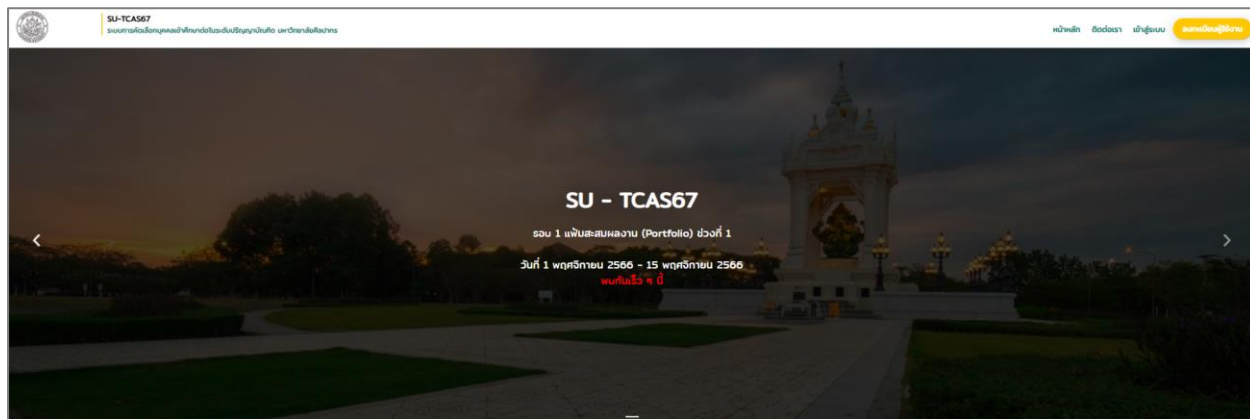 SU-TCAS67
ระบบการคัดเลือกบุคคลเข้าศึกษาต่อในระดับปริญญาบัณฑิต มหาวิทยาลัยศิลปากร
หน้าหลัก ติดต่อเรา เข้าสู่ระบบ ลงทะเบียนผู้ใช้งาน
SU - TCAS67
รอบ 1 แฟ้มสะสมผลงาน (Portfolio) ช่วงที่ 1
วันที่ 1 พฤศจิกายน 2566 - 15 พฤศจิกายน 2566
พบกันเร็ว ๆ นี้